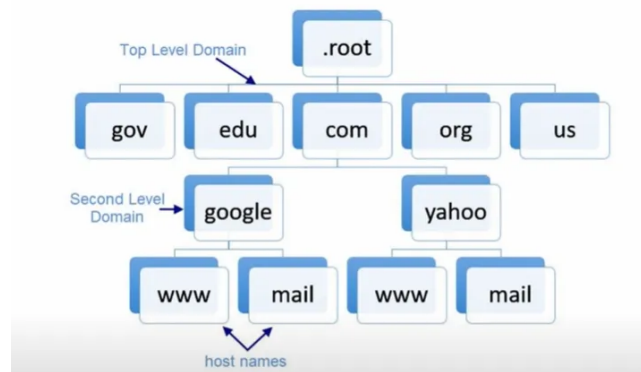 .root
Top Level Domain
gov
edu
com
org
us
Second Level
Domain
google
yahoo
www
mail
www
mail
host names